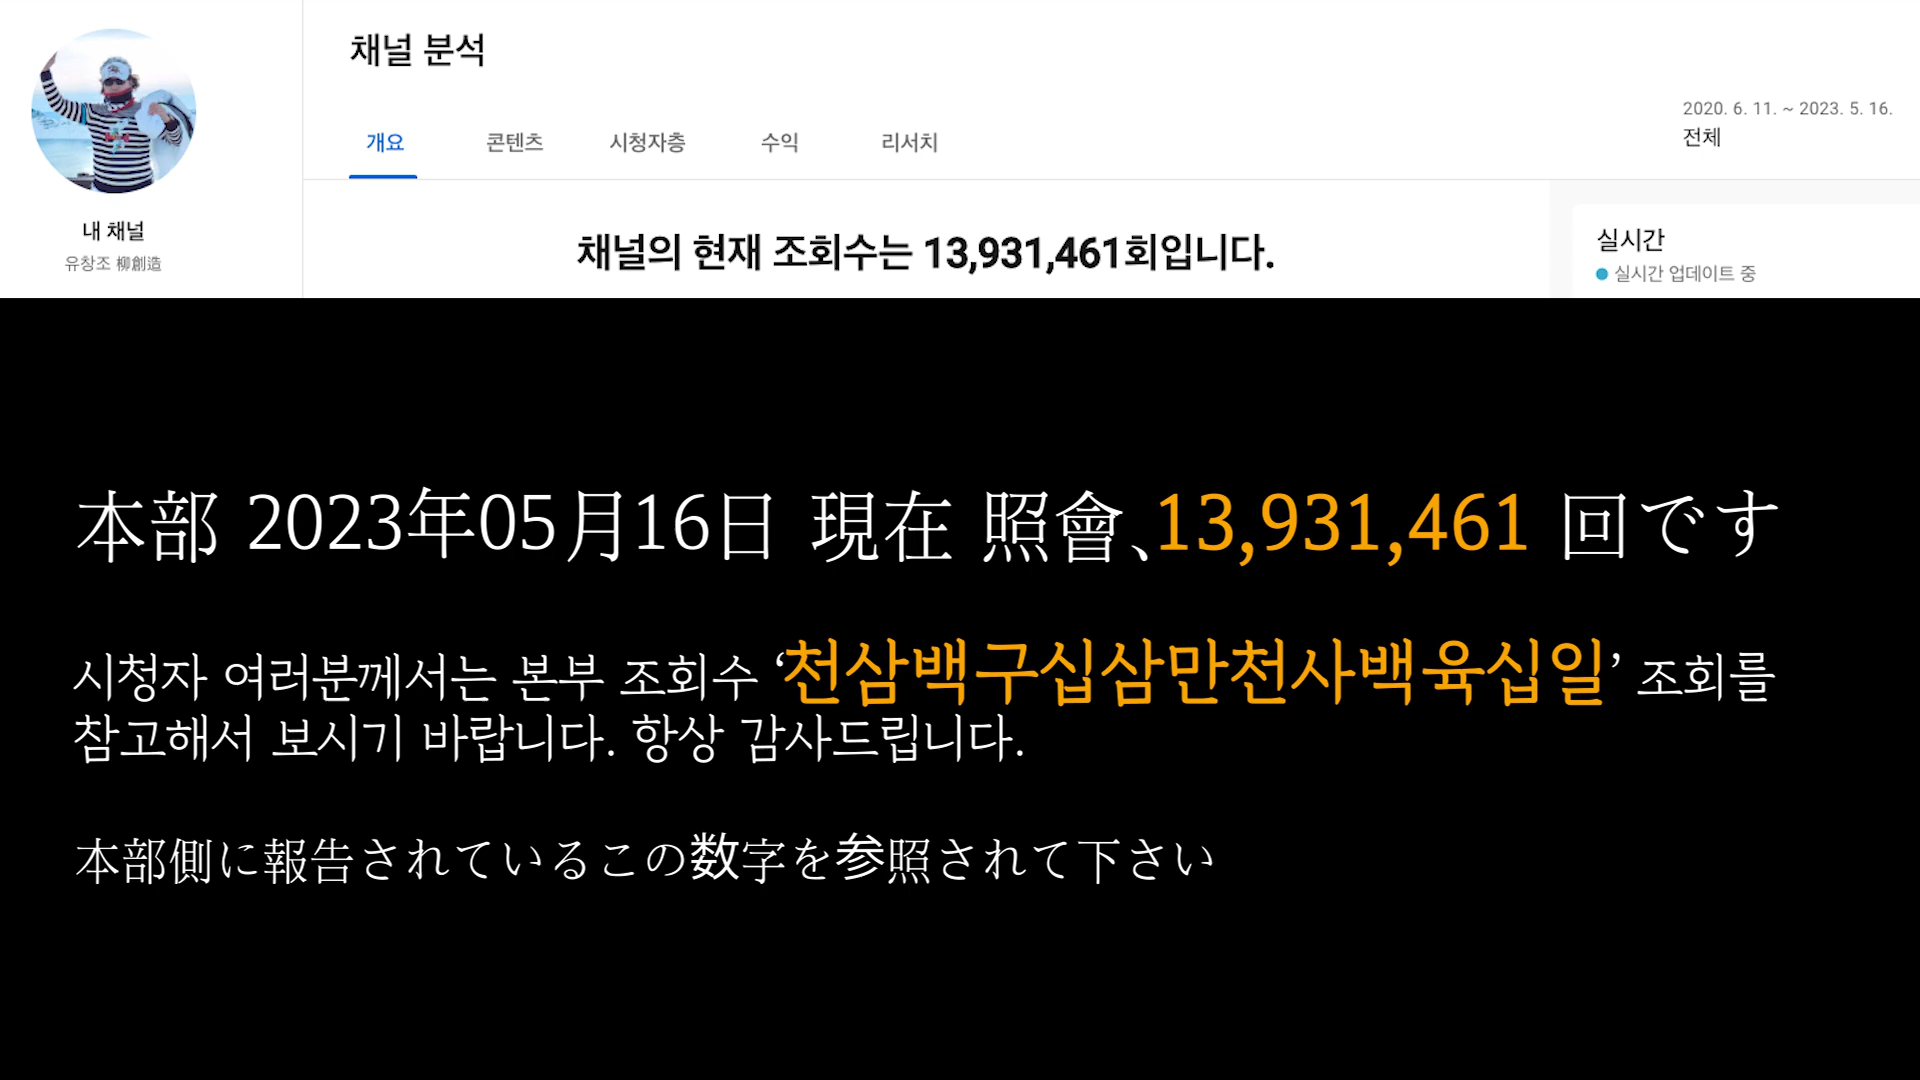 채널 분석
2020. 6. 11. ~ 2023. 5. 16.
전체
개요 콘텐츠 시청자층 수익 리서치
내 채널
유창조 柳創造
채널의 현재 조회수는 13,931,461회입니다.
실시간
실시간 업데이트 중
本部 2023年05月16日 現在 照會、13,931,461 回です
시청자 여러분께서는 본부 조회수 ‘천삼백구십삼만천사백육십일’ 조회를
참고해서 보시기 바랍니다. 항상 감사드립니다.
本部側に報告されているこの数字を参照されて下さい